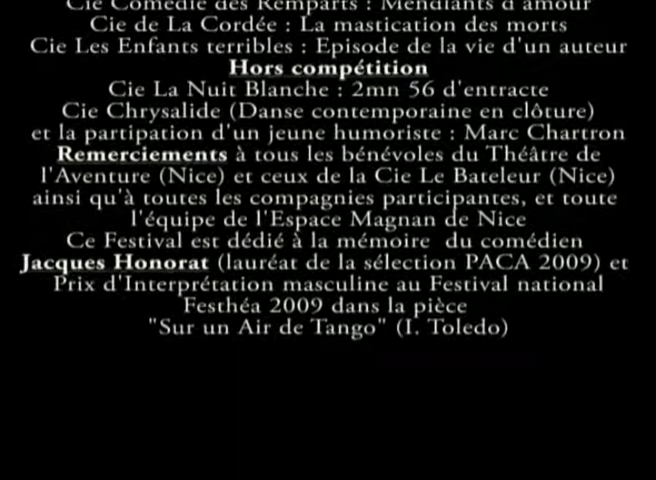 Cie Comédie des Remparts : Mendiants d'amour
Cie de La Cordée : La mastication des morts
Cie Les Enfants terribles : Episode de la vie d'un auteur
Hors compétition
Cie La Nuit Blanche : 2mn 56 d'entracte
Cie Chrysalide (Danse contemporaine en clôture)
et la partipation d'un jeune humoriste : Marc Chartron
Remerciements à tous les bénévoles du Théâtre de
l'Aventure (Nice) et ceux de la Cie Le Bateleur (Nice)
ainsi qu'à toutes les compagnies participantes, et toute
l'équipe de l'Espace Magnan de Nice
Ce Festival est dédié à la mémoire du comédien
Jacques Honorat (lauréat de la sélection PACA 2009) et
Prix d'Interprétation masculine au Festival national
Festhéa 2009 dans la pièce
"Sur un Air de Tango" (I. Toledo)